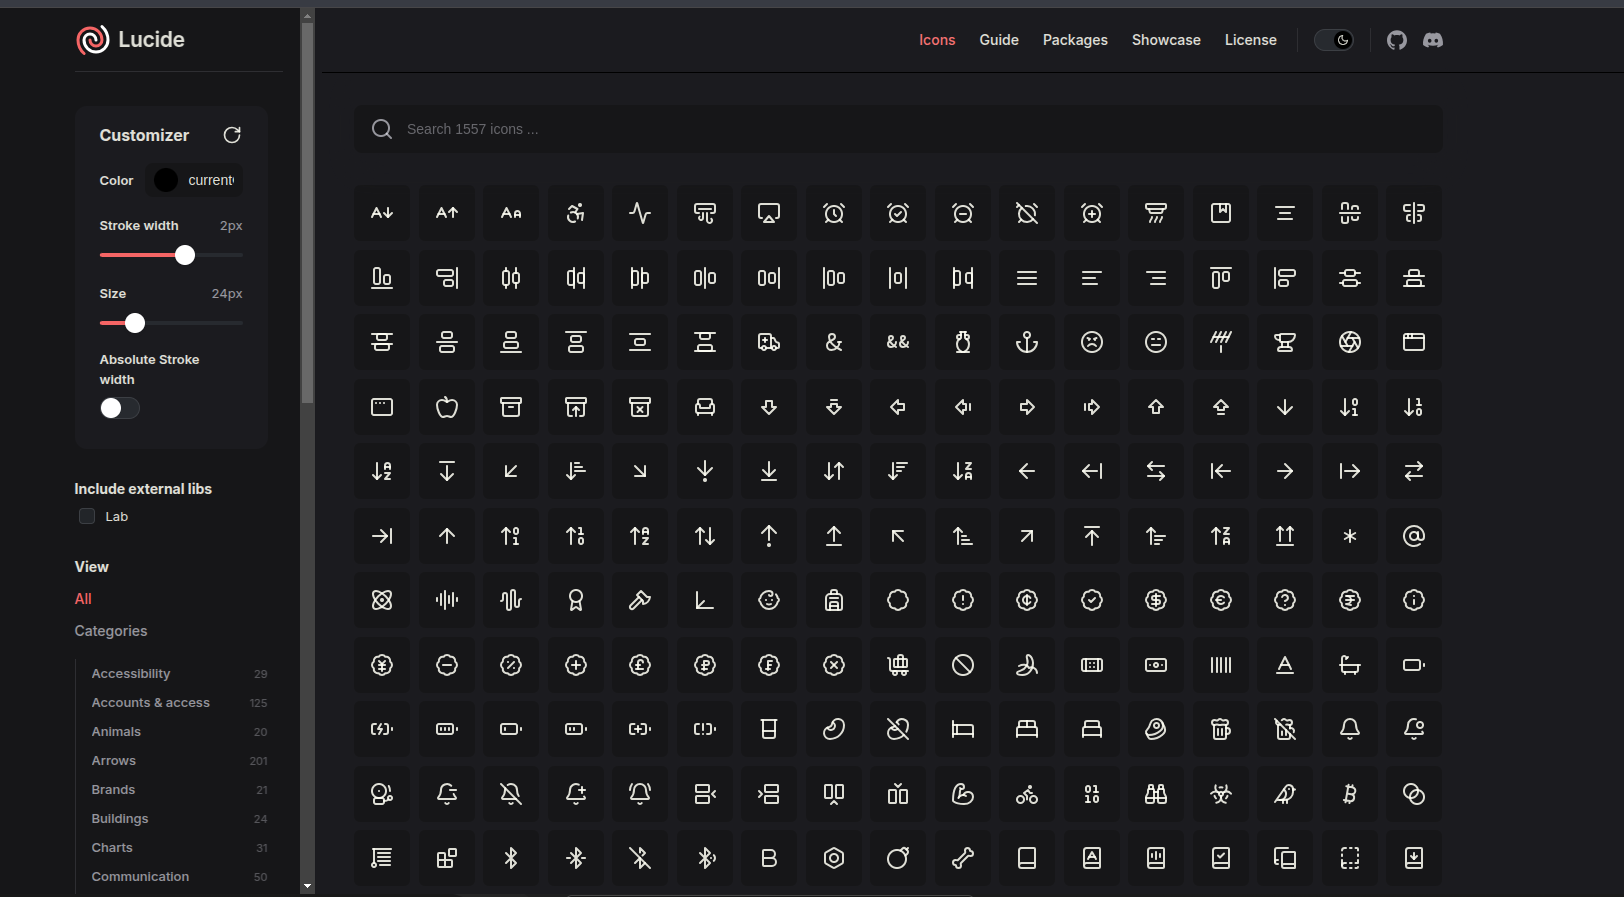 Lucide
Icons Guide Packages Showcase License
Customizer
Color current
Stroke width 2px
Size 24px
Absolute Stroke
width
Include external libs
Lab
View
All
Categories
Accessibility 29
Accounts & access 125
Animals 20
Arrows 201
Brands 21
Buildings 24
Charts 31
Communication 50
Search 1557 icons ...